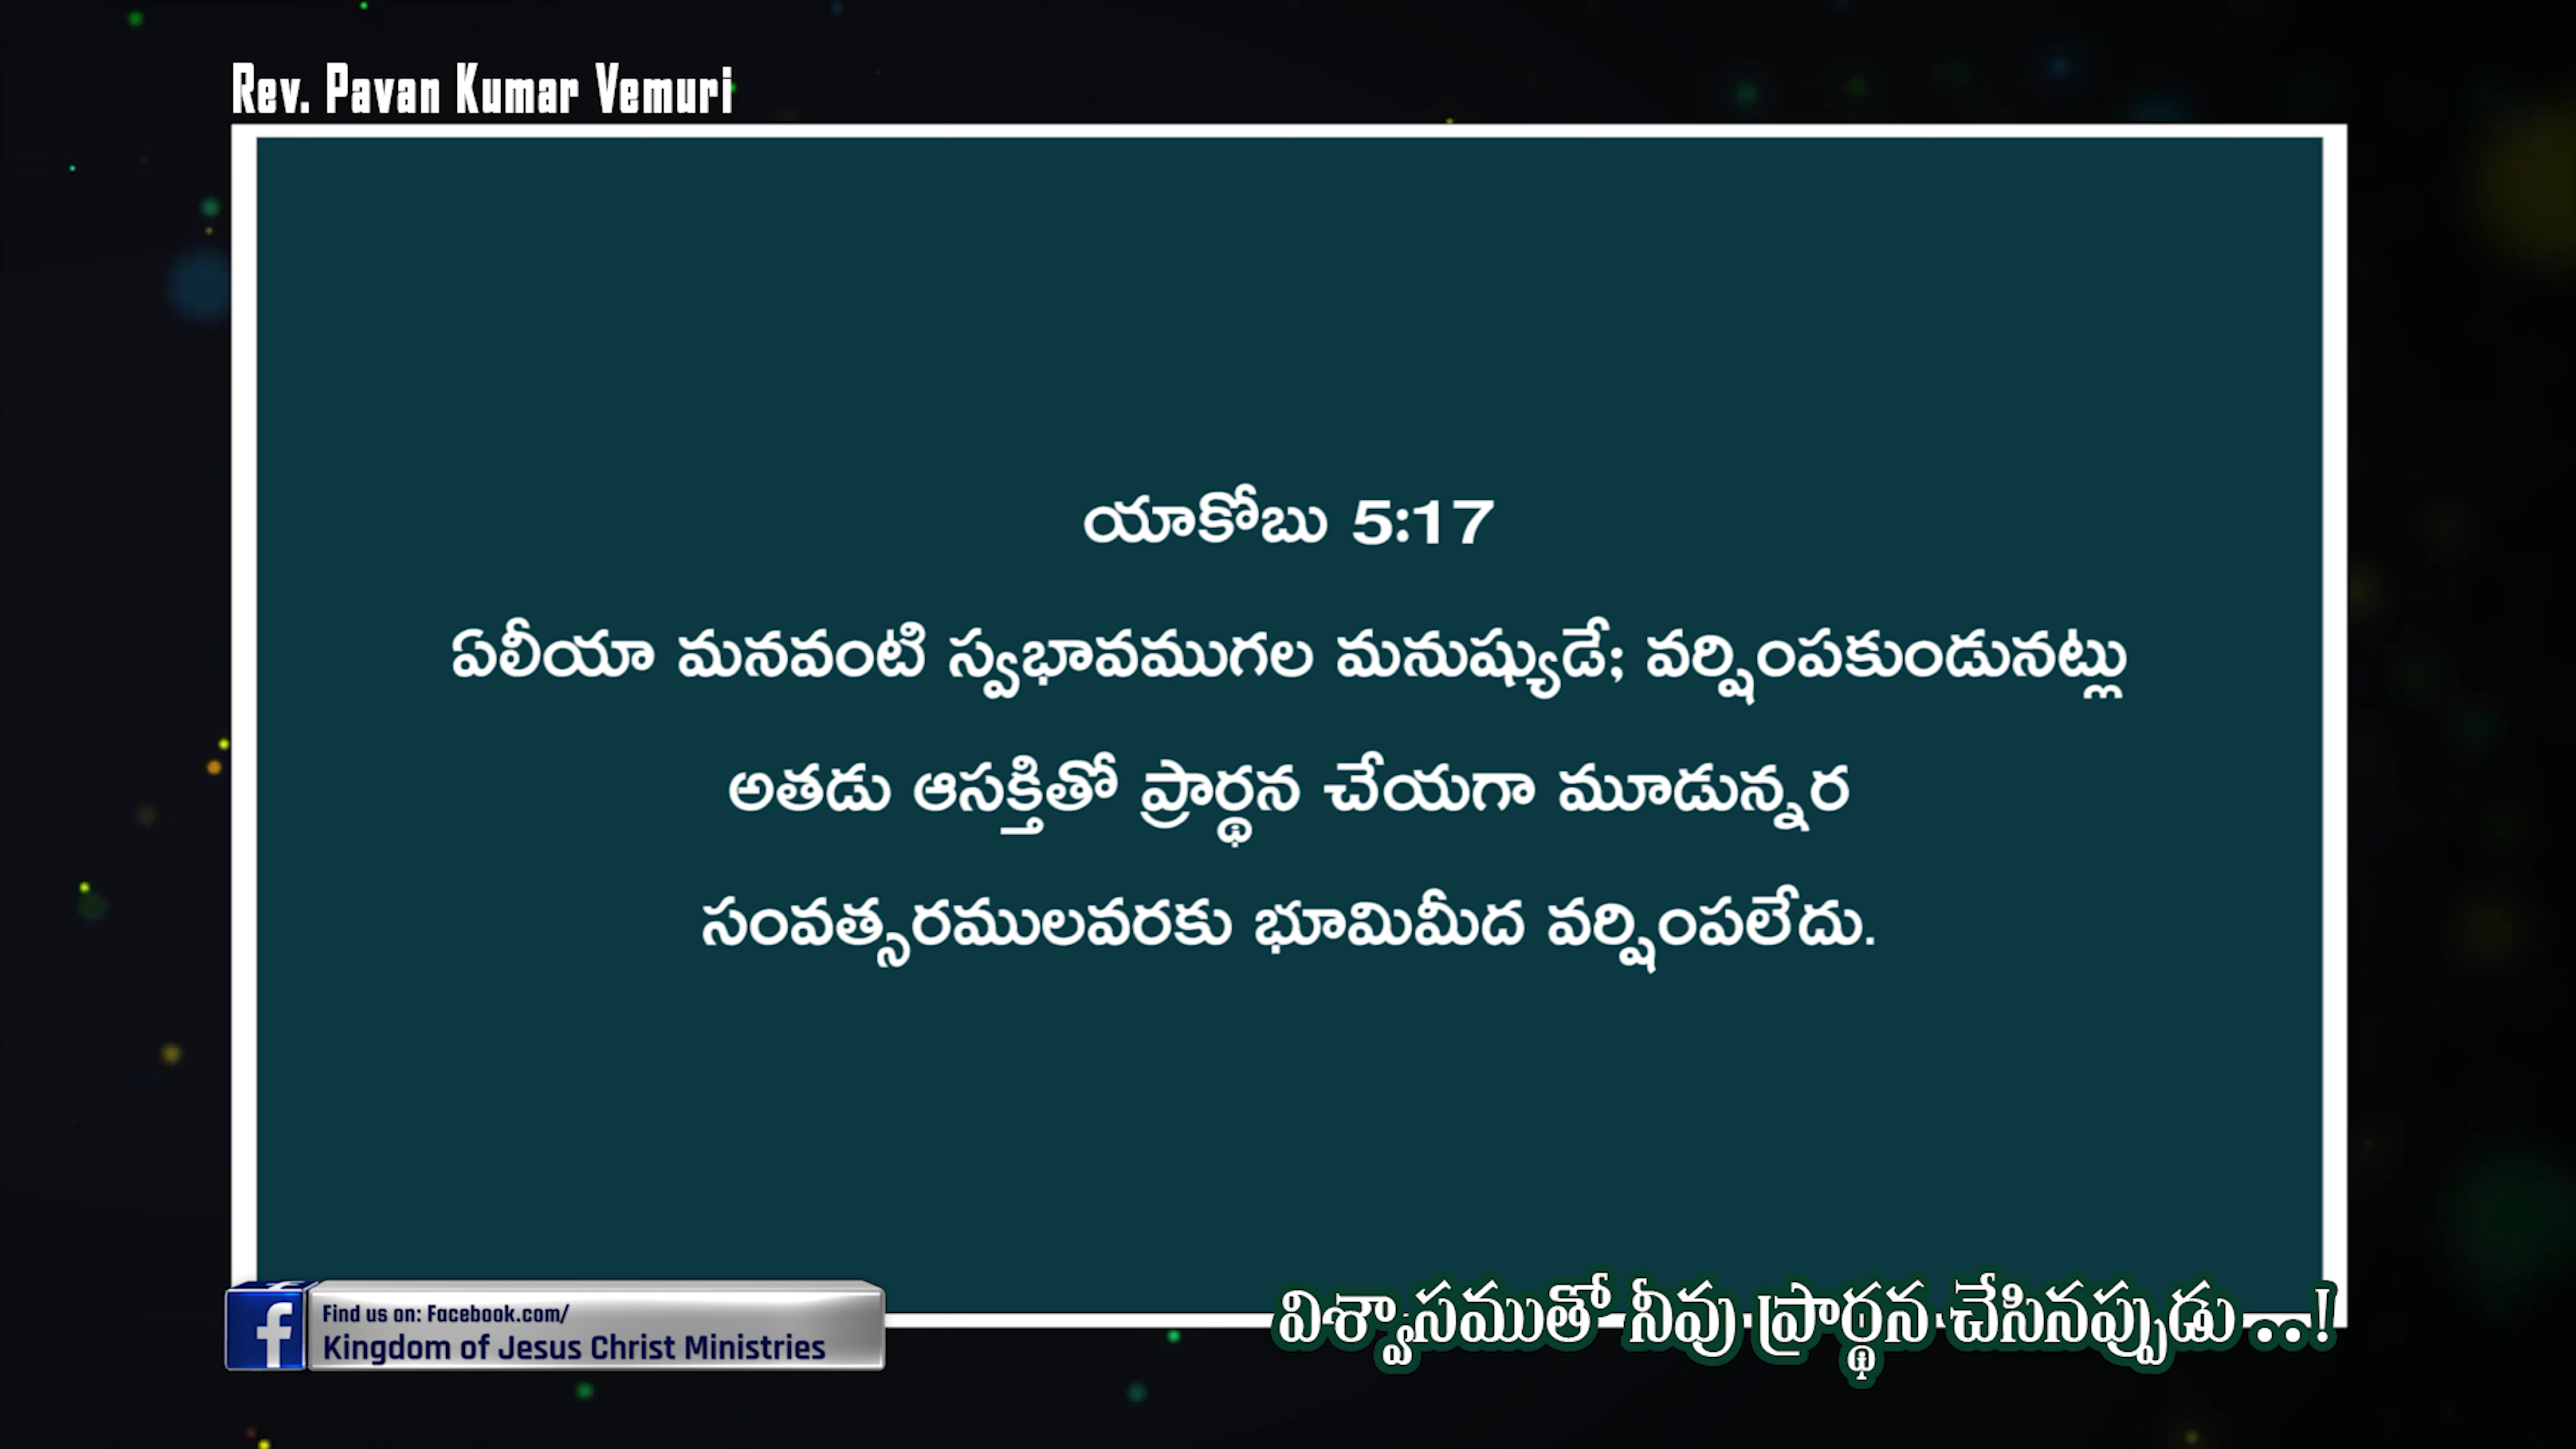 Rev. Pavan Kumar Vemuri
యాకోబు 5:17
ఏలీయా మనవంటి స్వభావముగల మనుష్యుడే; వర్షింపకుండునట్లు
అతడు ఆసక్తితో ప్రార్థన చేయగా మూడున్నర
సంవత్సరములవరకు భూమిమీద వర్షింపలేదు.
Find us on: Facebook.com/
Kingdom of Jesus Christ Ministries
విశ్వాసముతో నీవు ప్రార్థన చేసినప్పుడు ..!